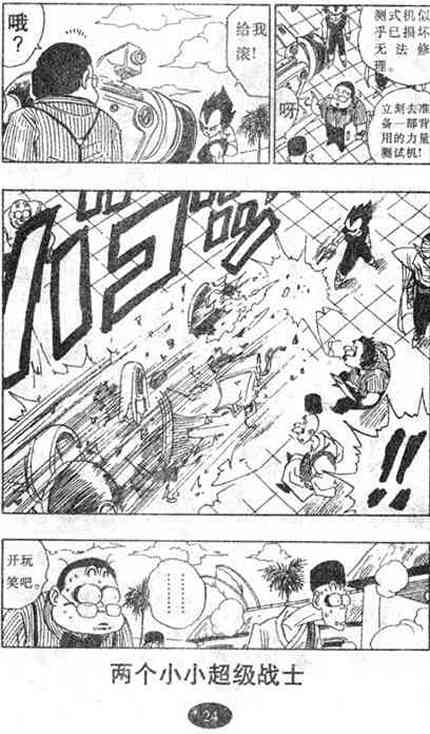 测式机似
乎已损坏
无法修
理。
立刻去准
备一部背
用的力量
测试机!
呀
给我
滚!
哦
?
!!
……
开玩
笑吧。
两个小小超级战士
24